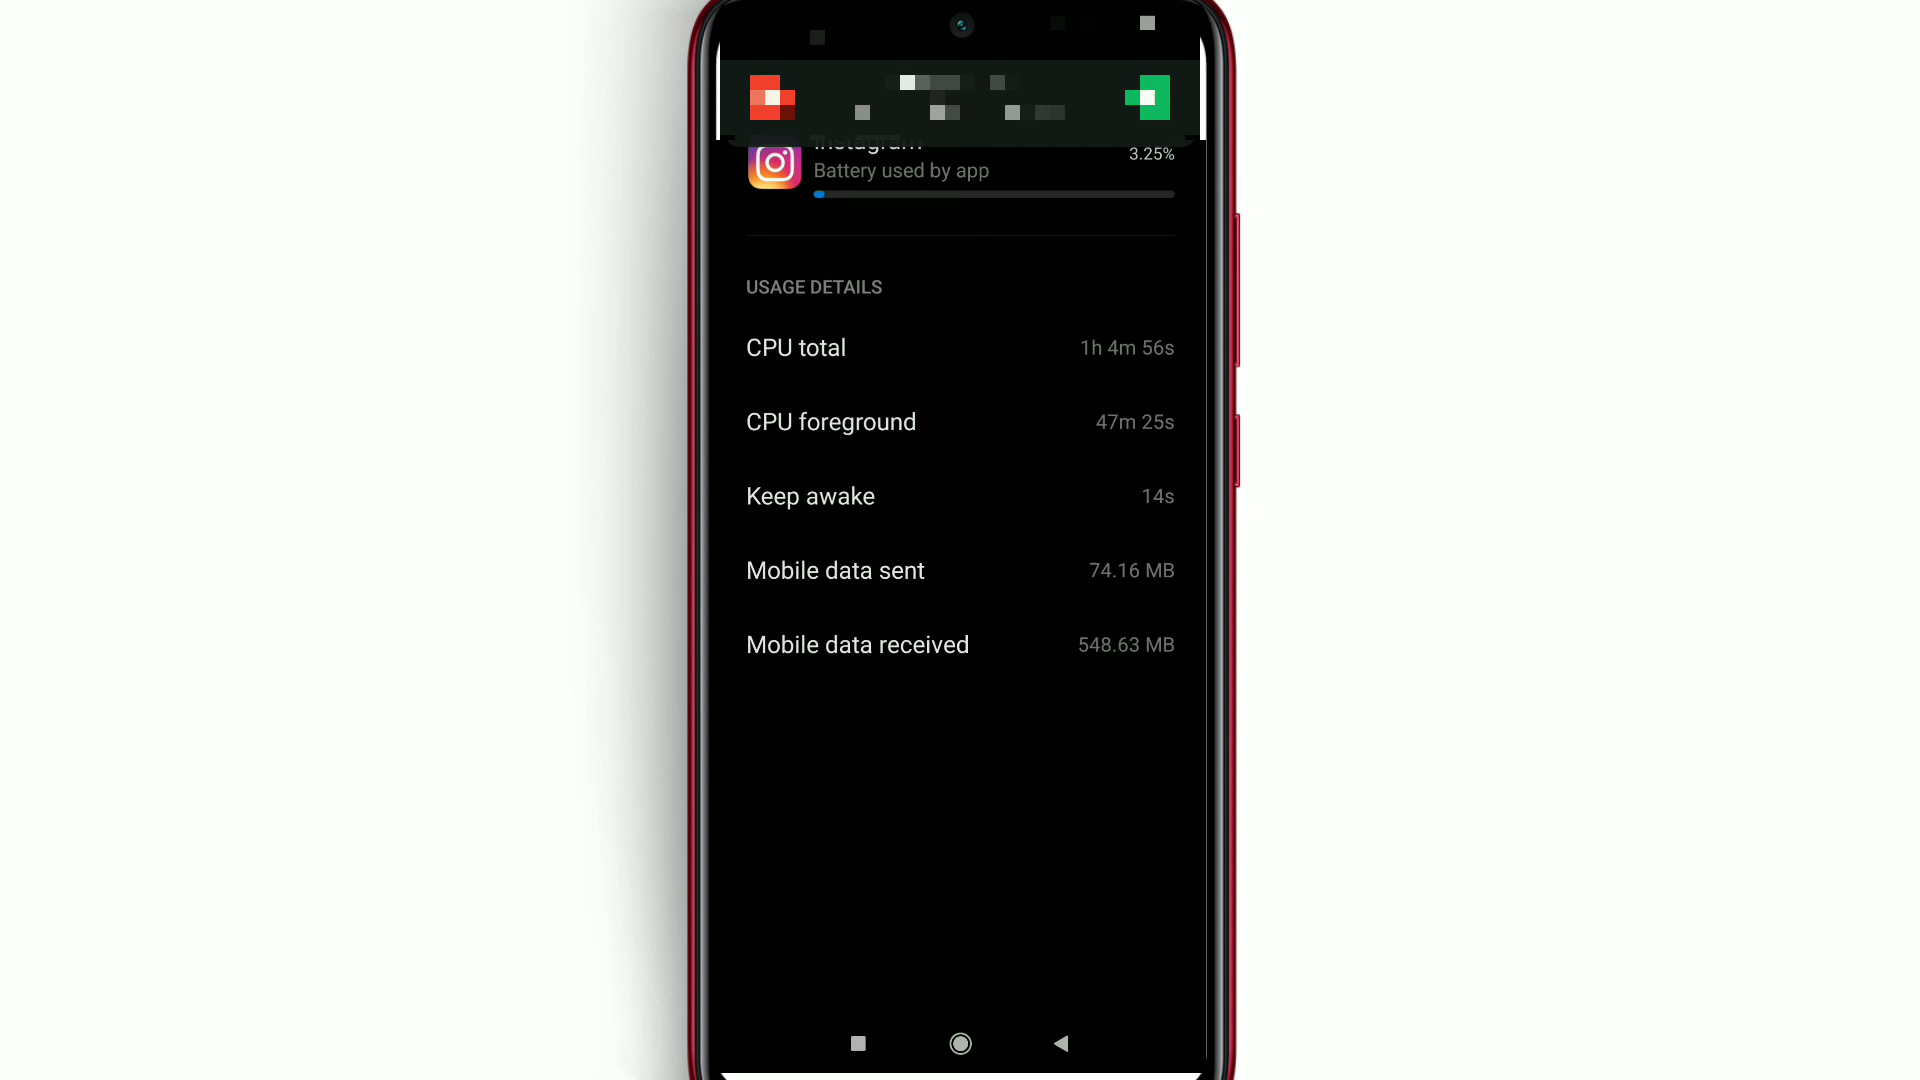 Instagram
3.25%
Battery used by app
USAGE DETAILS
CPU total 1h 4m 56s
CPU foreground 47m 25s
Keep awake 14s
Mobile data sent 74.16 MB
Mobile data received 548.63 MB